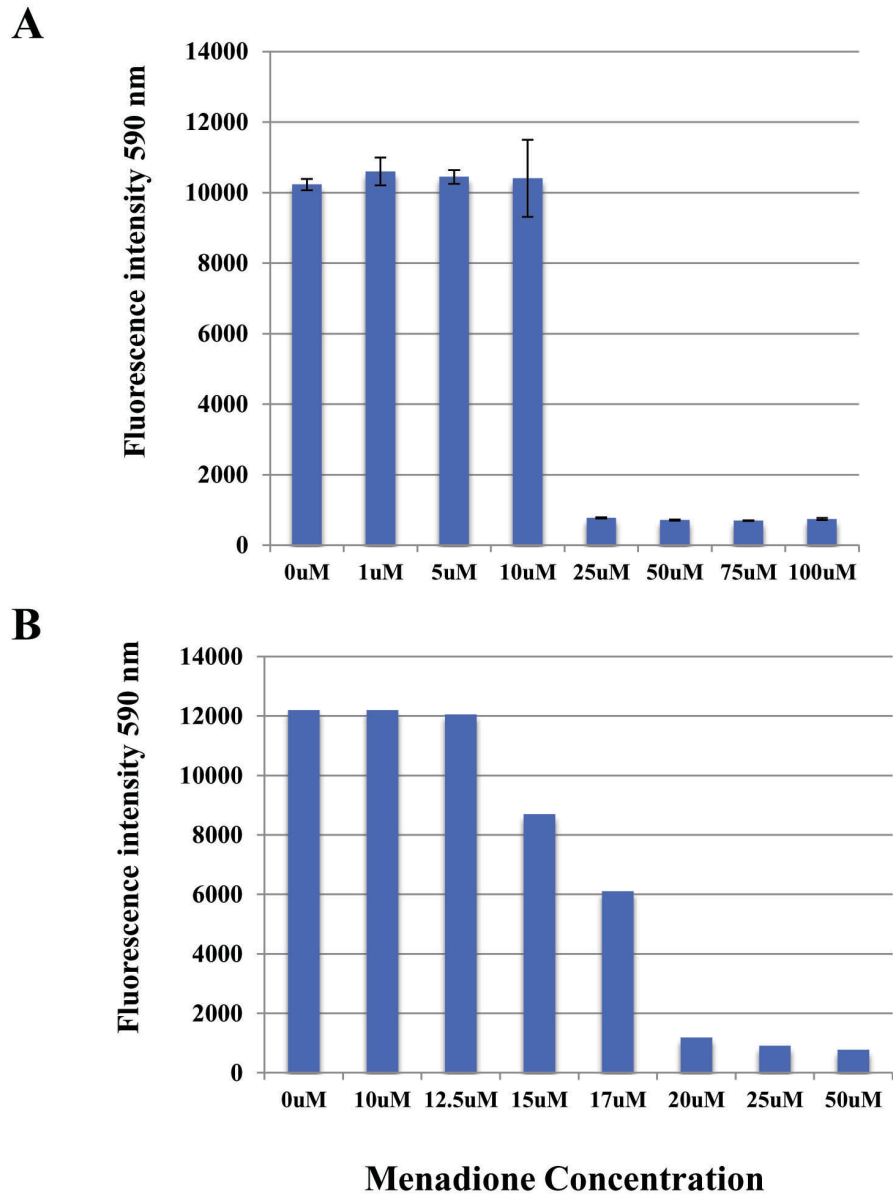 A
Fluorescence intensity 590 nm
14000
12000
10000
8000
6000
4000
2000
0
0uM 1uM 5uM 10uM 25uM 50uM 75uM 100uM
B
Fluorescence intensity 590 nm
14000
12000
10000
8000
6000
4000
2000
0
0uM 10uM 12.5uM 15uM 17uM 20uM 25uM 50uM
Menadione Concentration